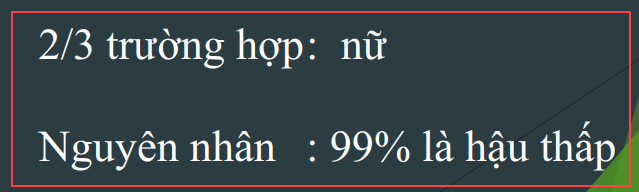 2/3 trường hợp: nữ
Nguyên nhân : 99% là hậu thấp